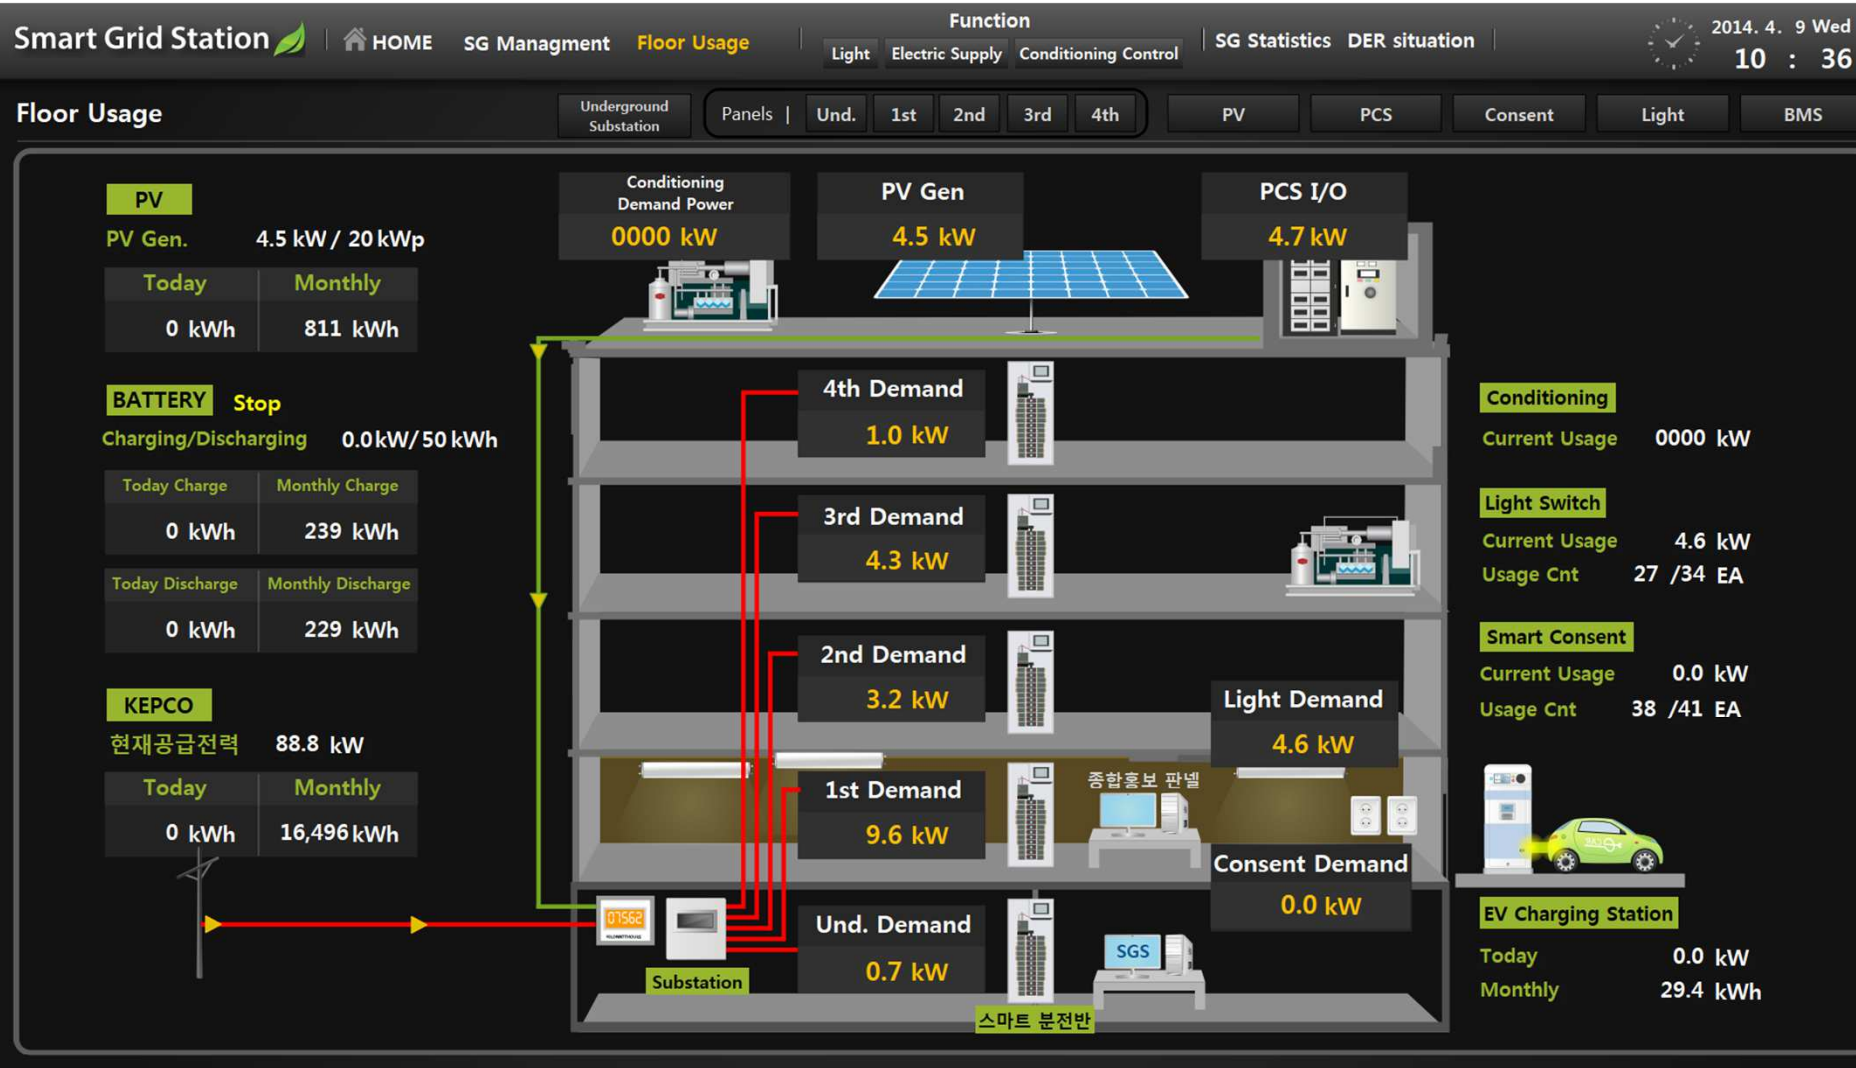 Smart Grid Station
HOME
SG Managment
Floor Usage
Function
Light
Electric Supply
Conditioning Control
SG Statistics
DER situation
2014. 4. 9 Wed
10 : 36
Floor Usage
Underground
Substation
Panels |
Und.
1st
2nd
3rd
4th
PV
PCS
Consent
Light
BMS
PV
PV Gen. 4.5 kW / 20 kWp
Today Monthly
0 kWh 811 kWh
BATTERY Stop
Charging/Discharging 0.0kW/ 50 kWh
Today Charge Monthly Charge
0 kWh 239 kWh
Today Discharge Monthly Discharge
0 kWh 229 kWh
KEPCO
현재공급전력 88.8 kW
Today Monthly
0 kWh 16,496 kWh
Conditioning
Demand Power
0000 kW
PV Gen
4.5 kW
PCS I/O
4.7 kW
4th Demand
1.0 kW
3rd Demand
4.3 kW
2nd Demand
3.2 kW
Light Demand
4.6 kW
1st Demand
9.6 kW
종합홍보 판넬
Consent Demand
0.0 kW
Und. Demand
0.7 kW
07562
Substation
SGS
스마트 분전반
Conditioning
Current Usage 0000 kW
Light Switch
Current Usage 4.6 kW
Usage Cnt 27 /34 EA
Smart Consent
Current Usage 0.0 kW
Usage Cnt 38 /41 EA
EV Charging Station
Today 0.0 kW
Monthly 29.4 kWh